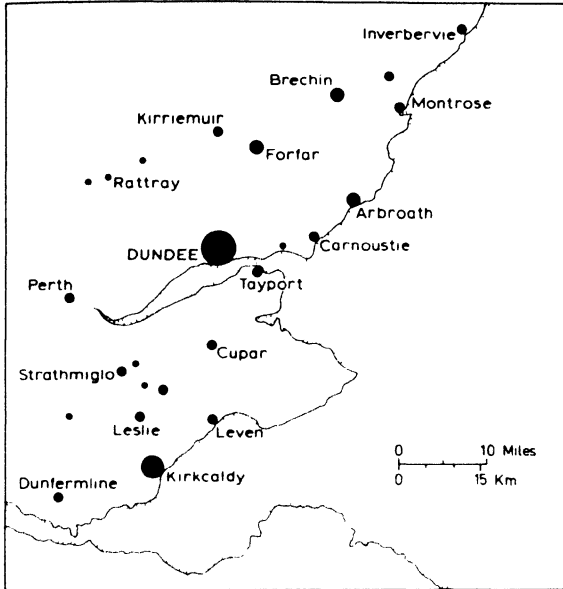 Inverbervie
Brechin
Montrose
Kirriemuir
Forfar
Rattray
Arbroath
Carnoustie
DUNDEE
Tayport
Perth
Cupar
Strathmiglo
Leslie
Leven
Kirkcaldy
Dunfermline
0 10 Miles
0 15 Km